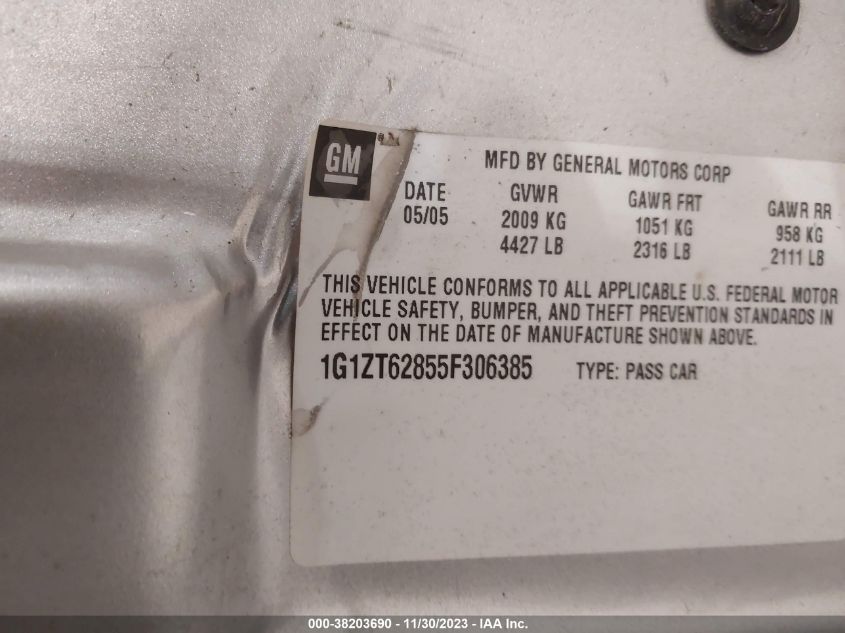 GM
MFD BY GENERAL MOTORS CORP
DATE GVWR GAWR FRT GAWR RR
05/05 2009 KG 1051 KG 958 KG
4427 LB 2316 LB 2111 LB
THIS VEHICLE CONFORMS TO ALL APPLICABLE U.S. FEDERAL MOTOR
VEHICLE SAFETY, BUMPER, AND THEFT PREVENTION STANDARDS IN
EFFECT ON THE DATE OF MANUFACTURE SHOWN ABOVE.
1G1ZT62855F306385 TYPE: PASS CAR
000-38203690 - 11/30/2023 - IAA Inc.